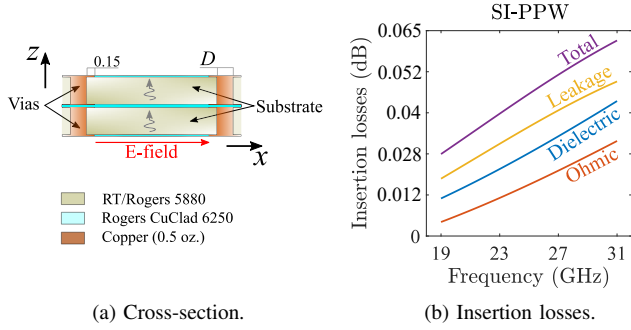 z
0.15
D
Vias
Substrate
E-field
x
RT/Rogers 5880
Rogers CuClad 6250
Copper (0.5 oz.)
(a) Cross-section.
SI-PPW
Insertion losses (dB)
0.065
0.052
0.04
0.028
0.012
0
Total
Leakage
Dielectric
Ohmic
19
23
27
31
Frequency (GHz)
(b) Insertion losses.